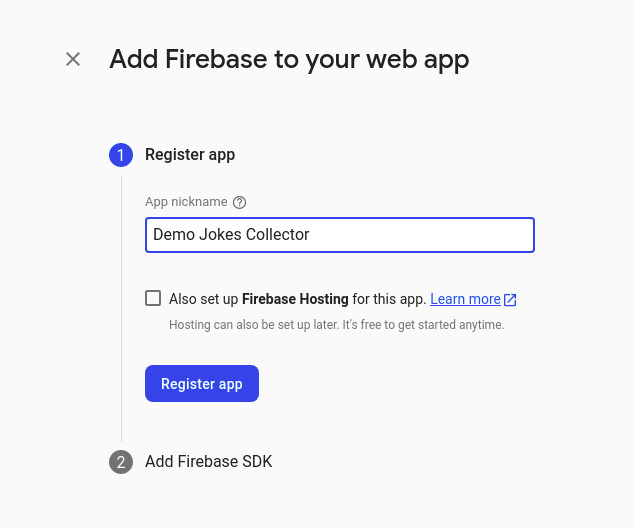 Add Firebase to your web app
1 Register app
App nickname
Demo Jokes Collector
Also set up Firebase Hosting for this app. Learn more
Hosting can also be set up later. It's free to get started anytime.
Register app
2 Add Firebase SDK